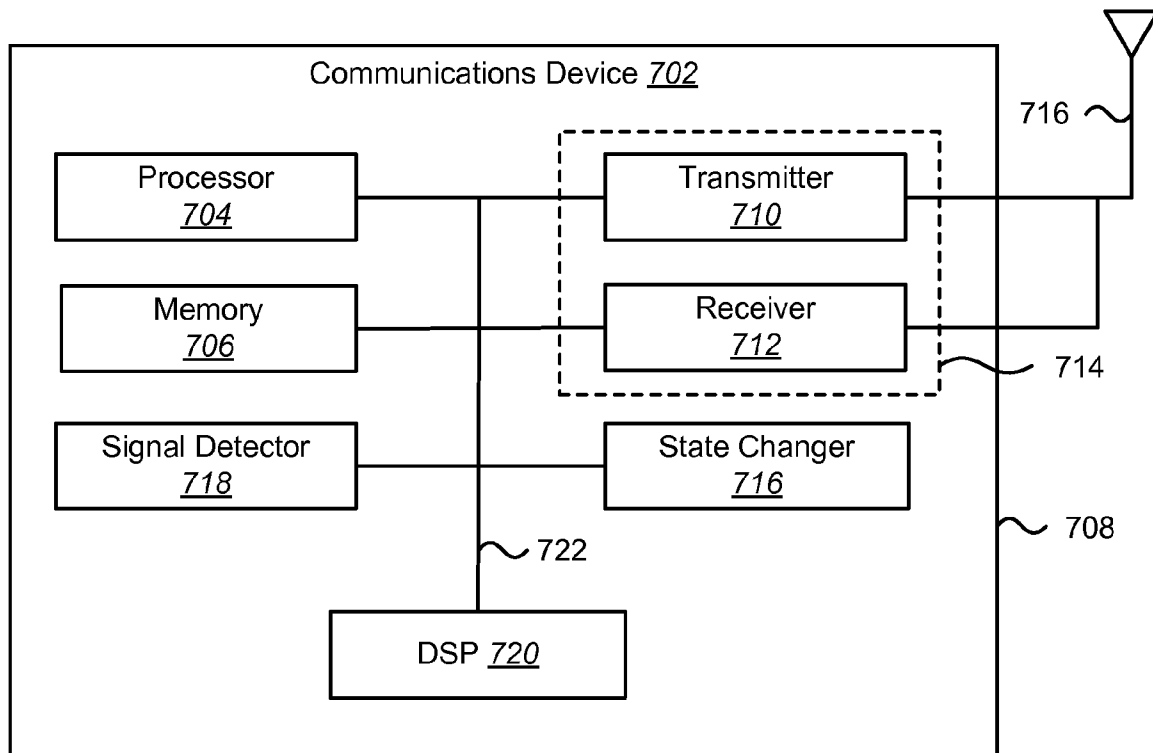 Communications Device 702
716
Processor
704
Transmitter
710
Memory
706
Receiver
712
714
Signal Detector
718
State Changer
716
708
722
DSP 720